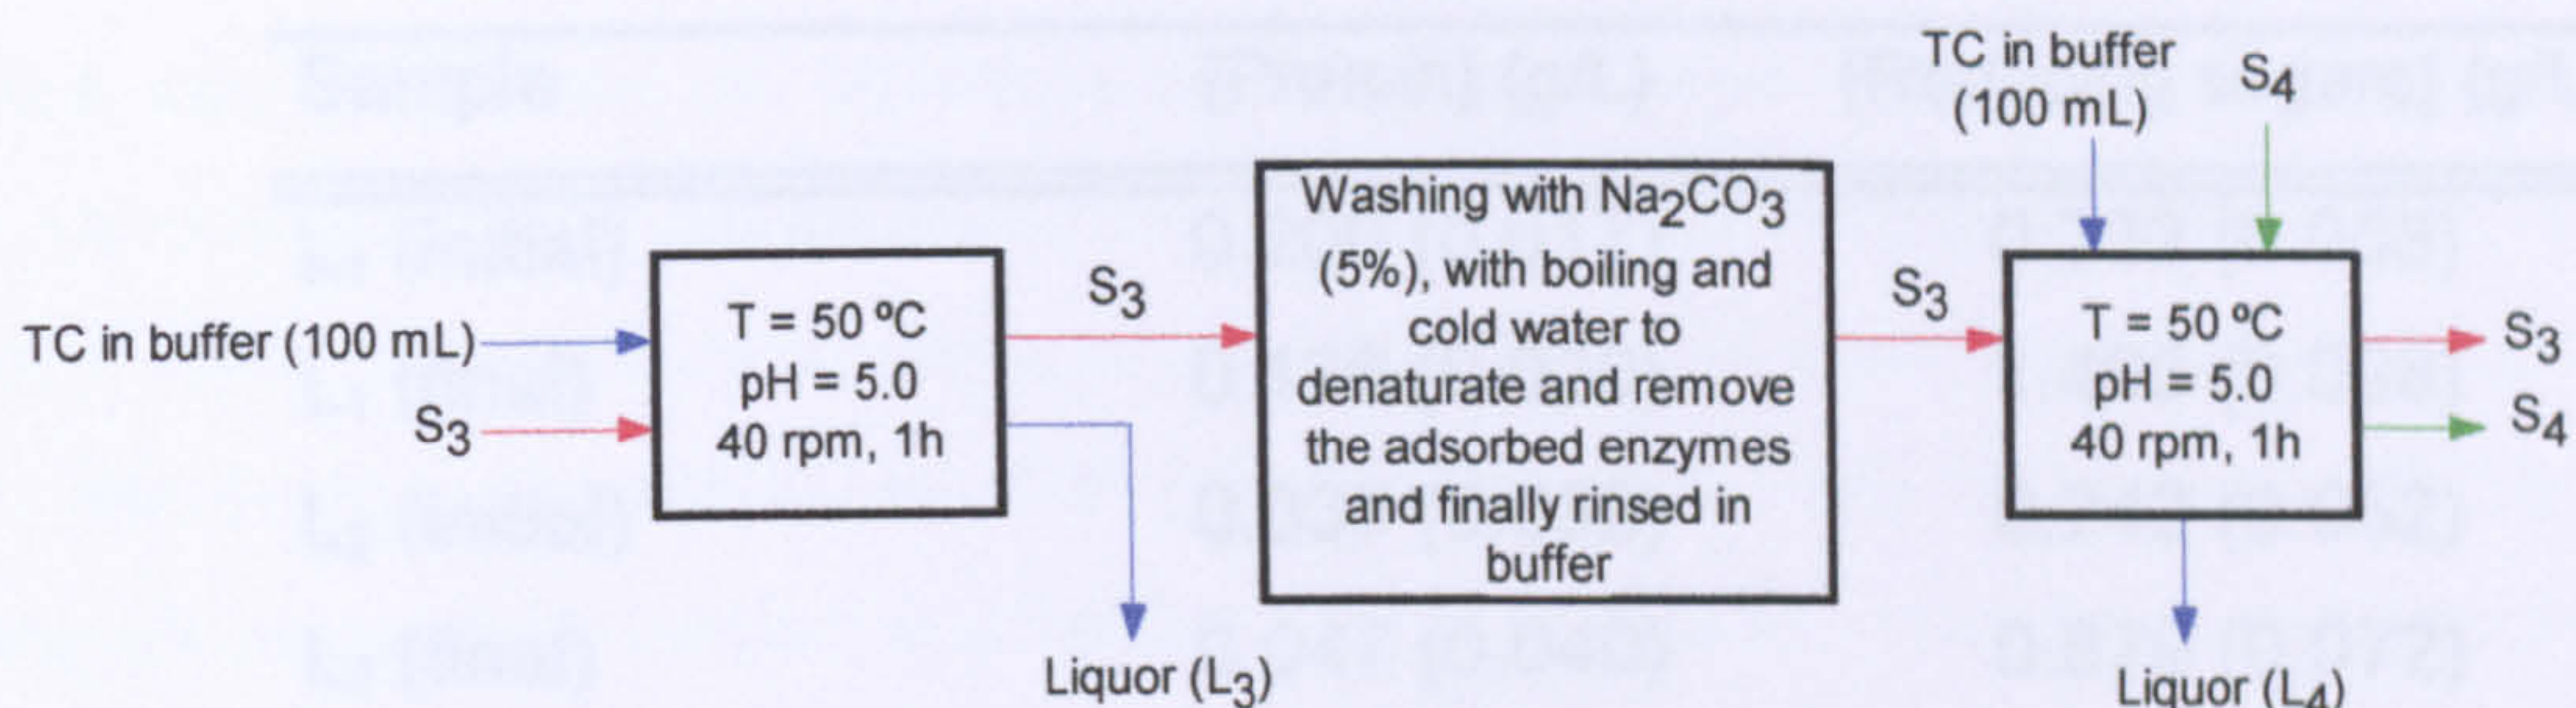 TC in buffer (100 mL)
S3
T = 50 ºC
pH = 5.0
40 rpm, 1h
S3
Liquor (L3)
Washing with Na2CO3
(5%), with boiling and
cold water to
denaturate and remove
the adsorbed enzymes
and finally rinsed in
buffer
S3
TC in buffer
(100 mL)
S4
T = 50 ºC
pH = 5.0
40 rpm, 1h
S3
S4
Liquor (L4)